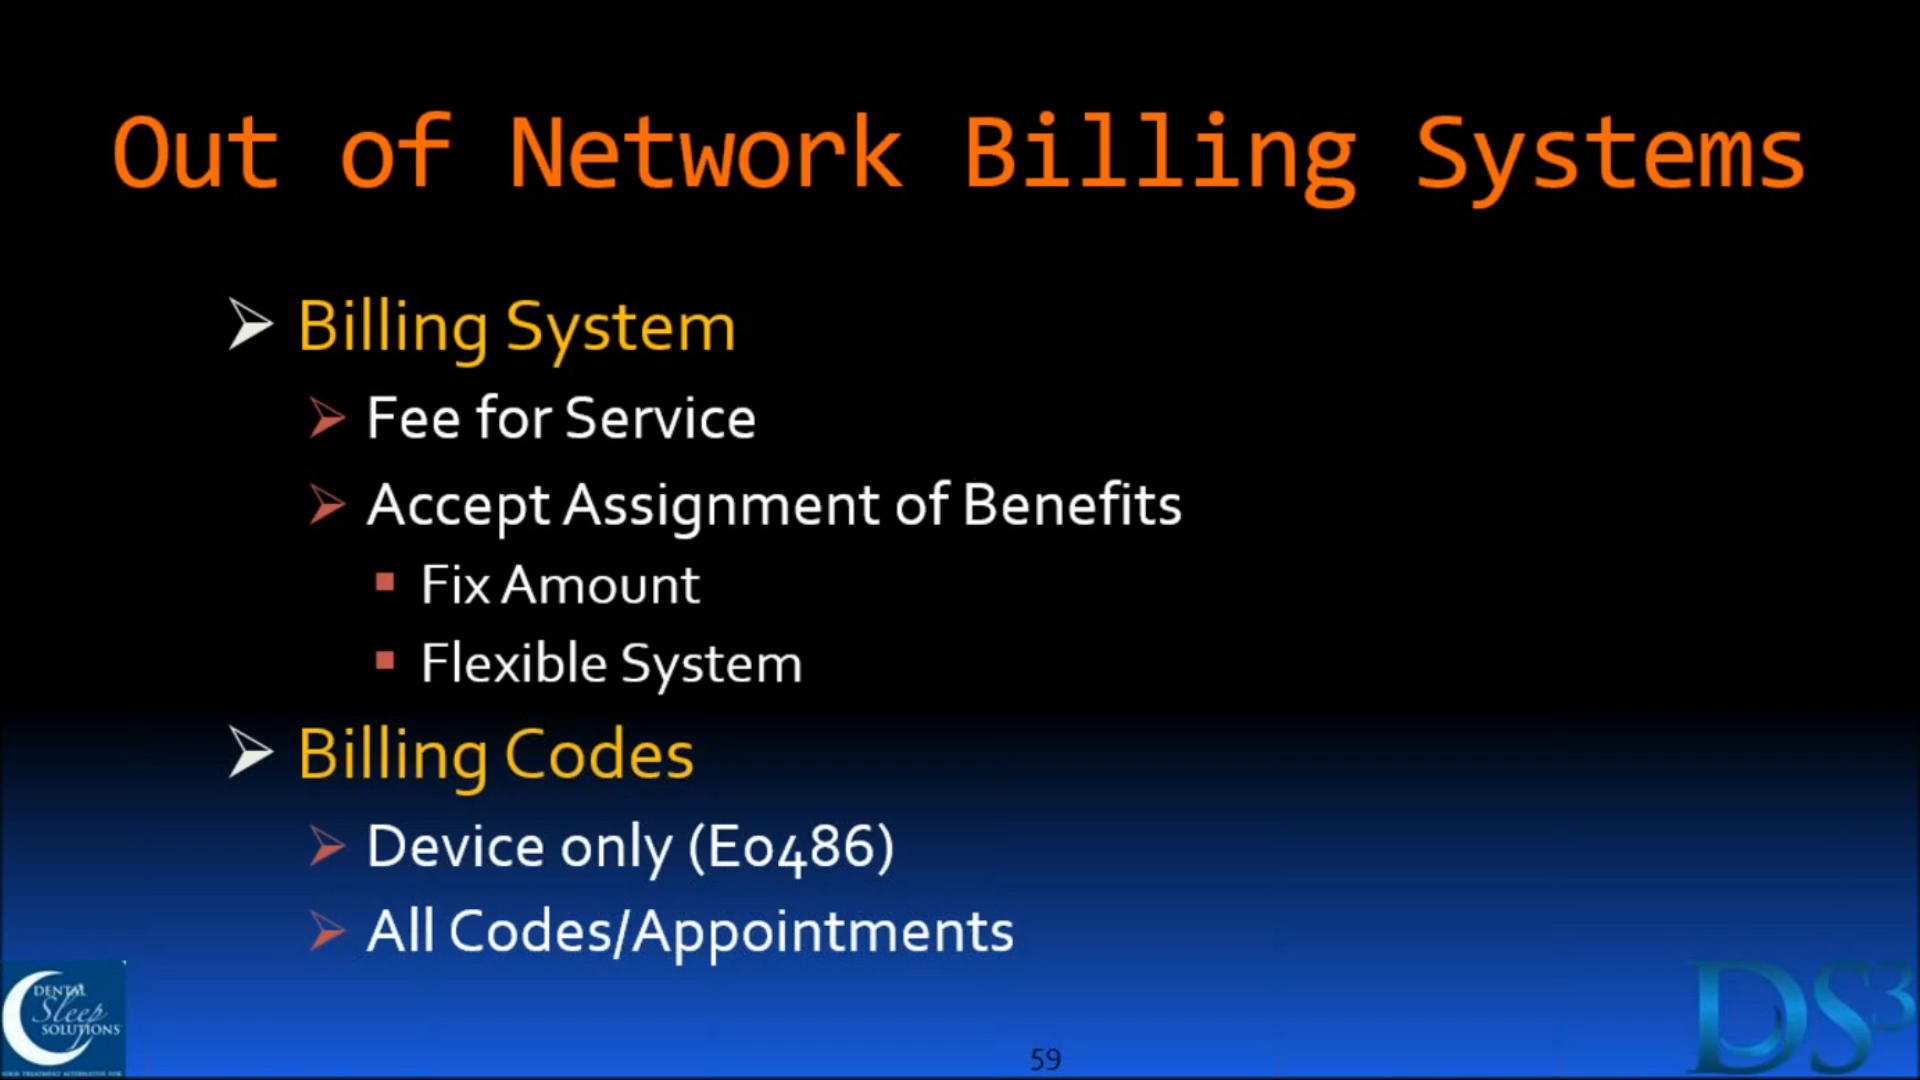 Out of Network Billing Systems
Billing System
Fee for Service
Accept Assignment of Benefits
Fix Amount
Flexible System
Billing Codes
Device only (E0486)
All Codes/Appointments
DENTAL
Sleep
SOLUTIONS
DS3
59